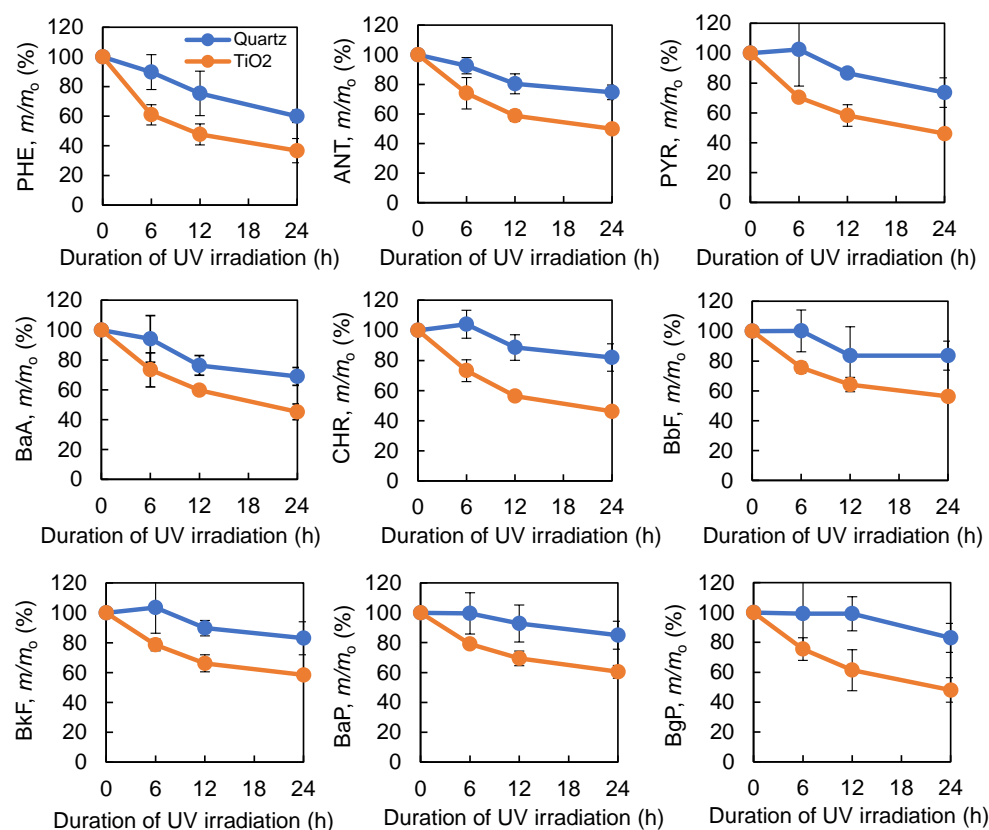 PHE, m/mo (%)
120
100
80
60
40
20
0
Quartz
TiO2
0 6 12 18 24
Duration of UV irradiation (h)
ANT, m/mo (%)
120
100
80
60
40
20
0
0 6 12 18 24
Duration of UV irradiation (h)
PYR, m/mo (%)
120
100
80
60
40
20
0
0 6 12 18 24
Duration of UV irradiation (h)
BaA, m/mo (%)
120
100
80
60
40
20
0
0 6 12 18 24
Duration of UV irradiation (h)
CHR, m/mo (%)
120
100
80
60
40
20
0
0 6 12 18 24
Duration of UV irradiation (h)
BbF, m/mo (%)
120
100
80
60
40
20
0
0 6 12 18 24
Duration of UV irradiation (h)
BkF, m/mo (%)
120
100
80
60
40
20
0
0 6 12 18 24
Duration of UV irradiation (h)
BaP, m/mo (%)
120
100
80
60
40
20
0
0 6 12 18 24
Duration of UV irradiation (h)
BgP, m/mo (%)
120
100
80
60
40
20
0
0 6 12 18 24
Duration of UV irradiation (h)